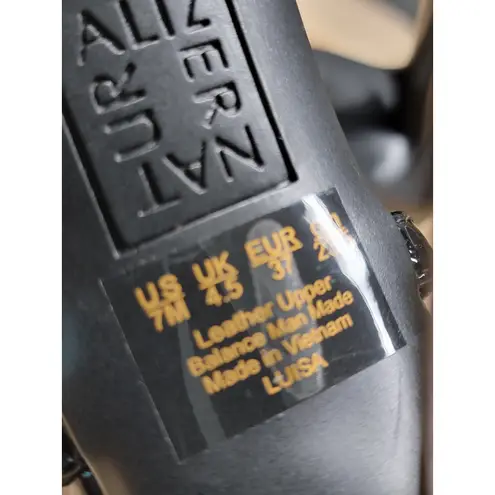 NATURALIZER
US UK EUR
7M 4.5 37
Leather Upper
Balance Man Made
Made in Vietnam
LUISA